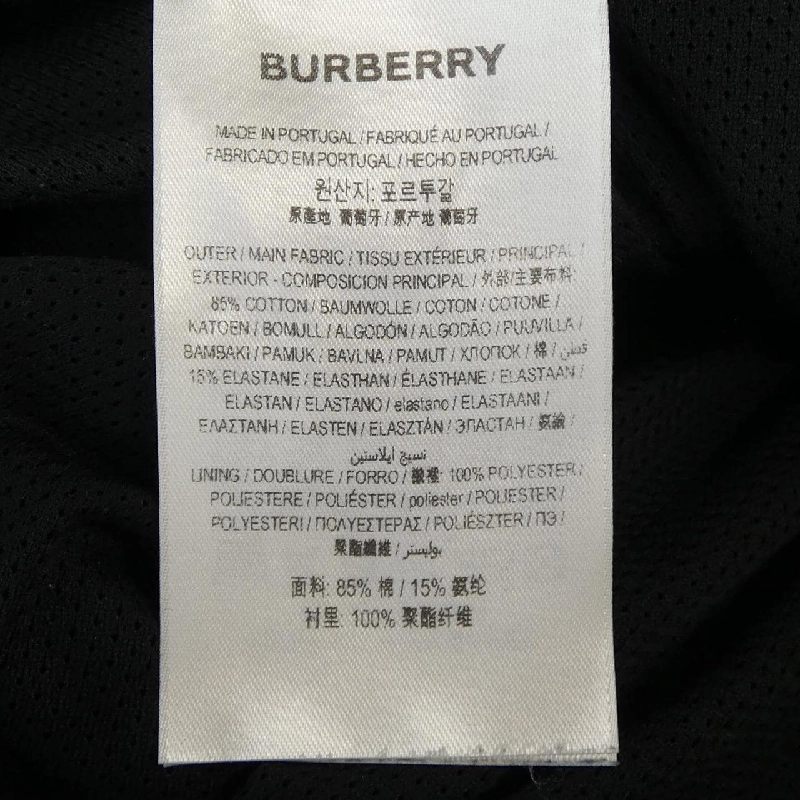 BURBERRY
MADE IN PORTUGAL / FABRIQUÉ AU PORTUGAL /
FABRICADO EM PORTUGAL / HECHO EN PORTUGAL
원산지: 포르투갈
原產地 葡萄牙 / 原产地 葡萄牙
OUTER / MAIN FABRIC / TISSU EXTÉRIEUR / PRINCIPAL /
EXTERIOR - COMPOSICION PRINCIPAL / 外部/主要布料:
85% COTTON / BAUMWOLLE / COTON / COTONE /
KATOEN / BOMULL / ALGODÓN / ALGODÃO / PUUVILLA /
BAMBAKI / PAMUK / BAVLNA / PAMUT / ХЛОПОК / 棉 / قطن
15% ELASTANE / ELASTHAN / ÉLASTHANE / ELASTAAN /
ELASTAN / ELASTANO / elastano / ELASTAANI /
ΕΛΑΣΤΑΝΗ / ELASTEN / ELASZTÁN / ЭЛАСТАН / 氨綸 /
نسيج ايلاستين
LINING / DOUBLURE / FORRO / 襯裡: 100% POLYESTER /
POLIESTERE / POLIÉSTER / poliester / POLIESTER /
POLYESTERI / ΠΟΛΥΕΣΤΕΡΑΣ / POLIÉSZTER / ПЭ /
聚酯纖維 / بوليستر
面料: 85% 棉 / 15% 氨纶
衬里: 100% 聚酯纤维